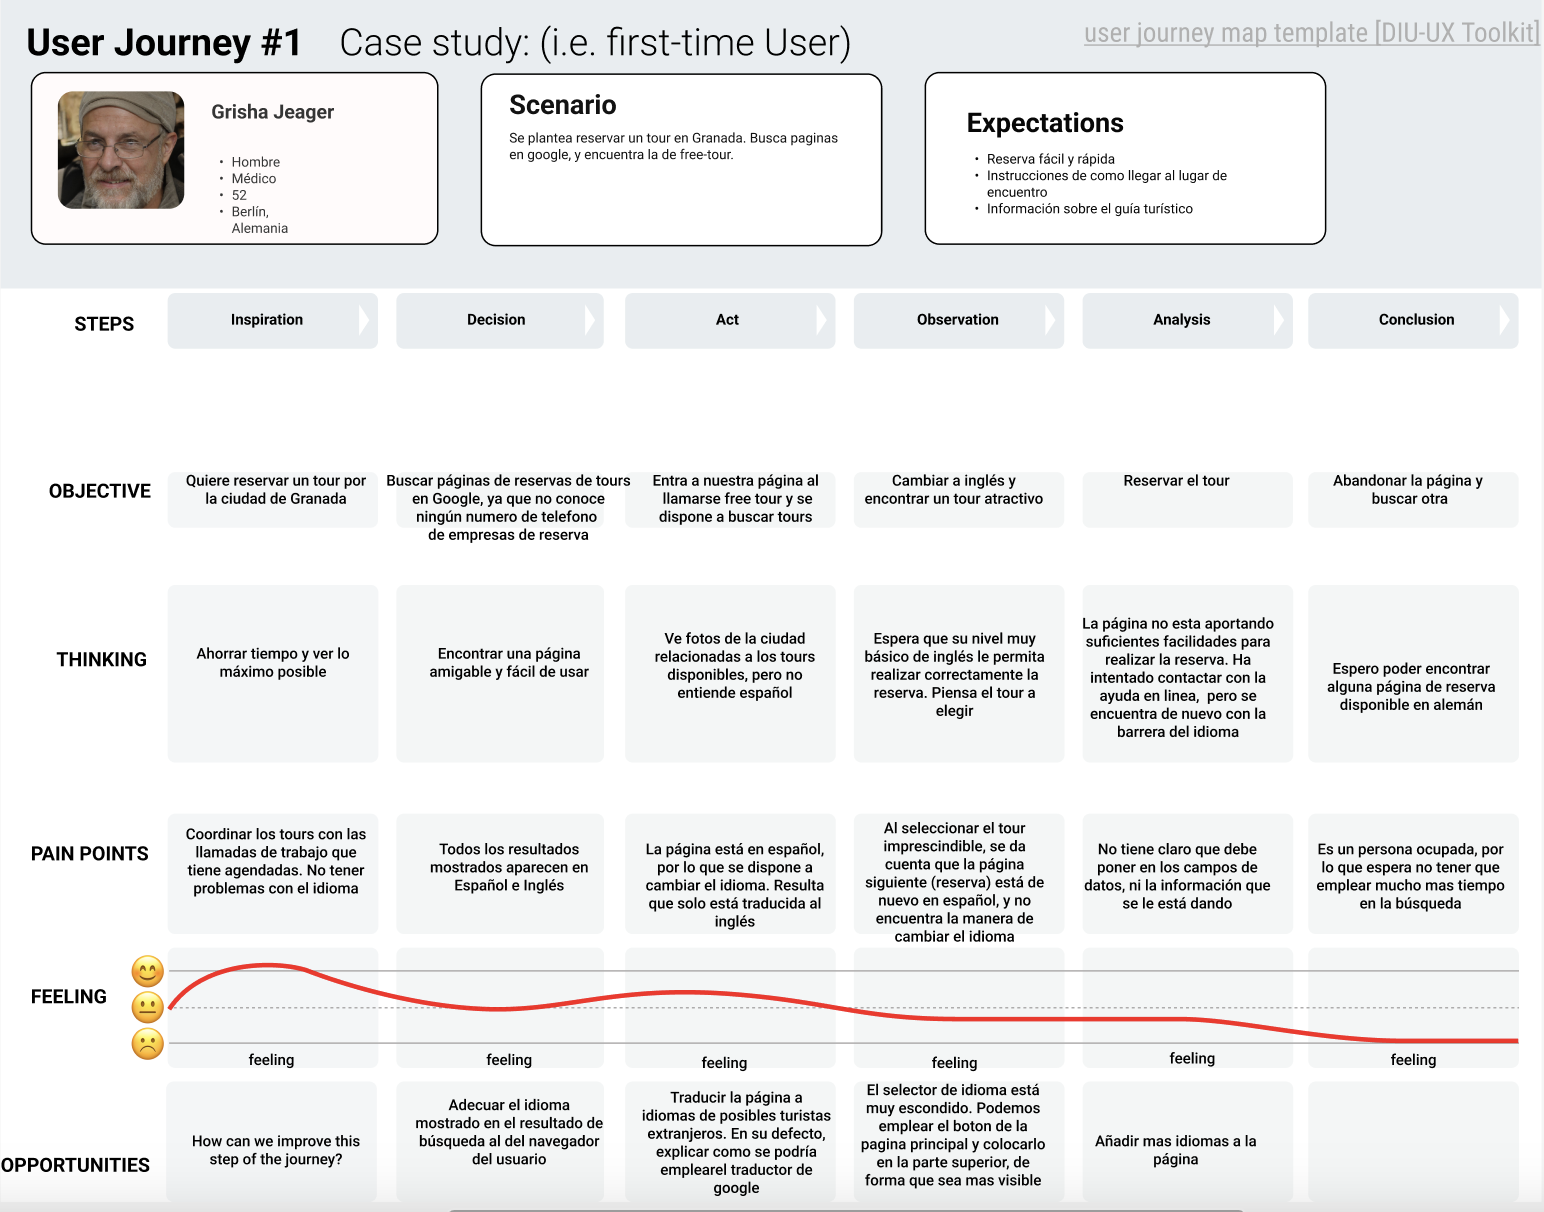 User Journey #1 Case study: (i.e. first-time User)
user journey map template [DIU-UX Toolkit]
Grisha Jeager
• Hombre
• Médico
• 52
• Berlín,
Alemania
Scenario
Se plantea reservar un tour en Granada. Busca paginas
en google, y encuentra la de free-tour.
Expectations
• Reserva fácil y rápida
• Instrucciones de como llegar al lugar de
encuentro
• Información sobre el guía turístico
STEPS
Inspiration
Decision
Act
Observation
Analysis
Conclusion
OBJECTIVE
Quiere reservar un tour por
la ciudad de Granada
Buscar páginas de reservas de tours
en Google, ya que no conoce
ningún numero de telefono
de empresas de reserva
Entra a nuestra página al
llamarse free tour y se
dispone a buscar tours
Cambiar a inglés y
encontrar un tour atractivo
Reservar el tour
Abandonar la página y
buscar otra
THINKING
Ahorrar tiempo y ver lo
máximo posible
Encontrar una página
amigable y fácil de usar
Ve fotos de la ciudad
relacionadas a los tours
disponibles, pero no
entiende español
Espera que su nivel muy
básico de inglés le permita
realizar correctamente la
reserva. Piensa el tour a
elegir
La página no esta aportando
suficientes facilidades para
realizar la reserva. Ha
intentado contactar con la
ayuda en linea, pero se
encuentra de nuevo con la
barrera del idioma
Espero poder encontrar
alguna página de reserva
disponible en alemán
PAIN POINTS
Coordinar los tours con las
llamadas de trabajo que
tiene agendadas. No tener
problemas con el idioma
Todos los resultados
mostrados aparecen en
Español e Inglés
La página está en español,
por lo que se dispone a
cambiar el idioma. Resulta
que solo está traducida al
inglés
Al seleccionar el tour
imprescindible, se da
cuenta que la página
siguiente (reserva) está de
nuevo en español, y no
encuentra la manera de
cambiar el idioma
No tiene claro que debe
poner en los campos de
datos, ni la información que
se le está dando
Es un persona ocupada, por
lo que espera no tener que
emplear mucho mas tiempo
en la búsqueda
FEELING
feeling
feeling
feeling
feeling
feeling
feeling
OPPORTUNITIES
How can we improve this
step of the journey?
Adecuar el idioma
mostrado en el resultado de
búsqueda al del navegador
del usuario
Traducir la página a
idiomas de posibles turistas
extranjeros. En su defecto,
explicar como se podría
emplearel traductor de
google
El selector de idioma está
muy escondido. Podemos
emplear el boton de la
pagina principal y colocarlo
en la parte superior, de
forma que sea mas visible
Añadir mas idiomas a la
página